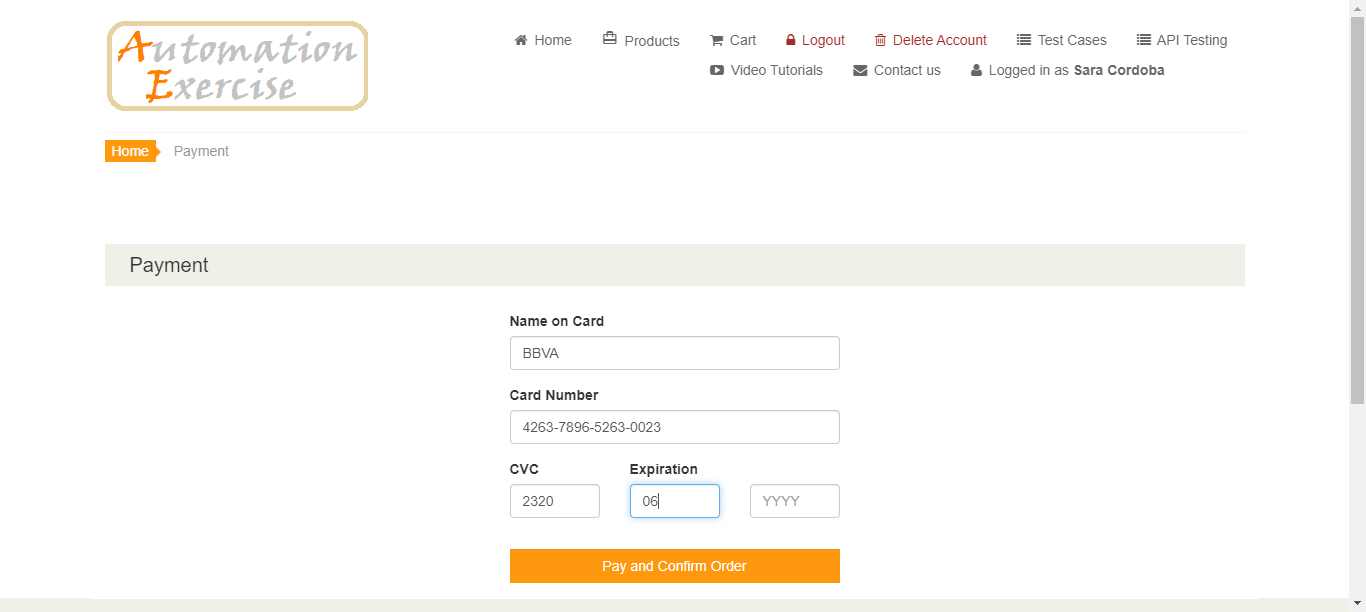 Automation
Exercise
Home Products Cart Logout Delete Account Test Cases API Testing
Video Tutorials Contact us Logged in as Sara Cordoba
Home Payment
Payment
Name on Card
BBVA
Card Number
4263-7896-5263-0023
CVC Expiration
2320 06 YYYY
Pay and Confirm Order